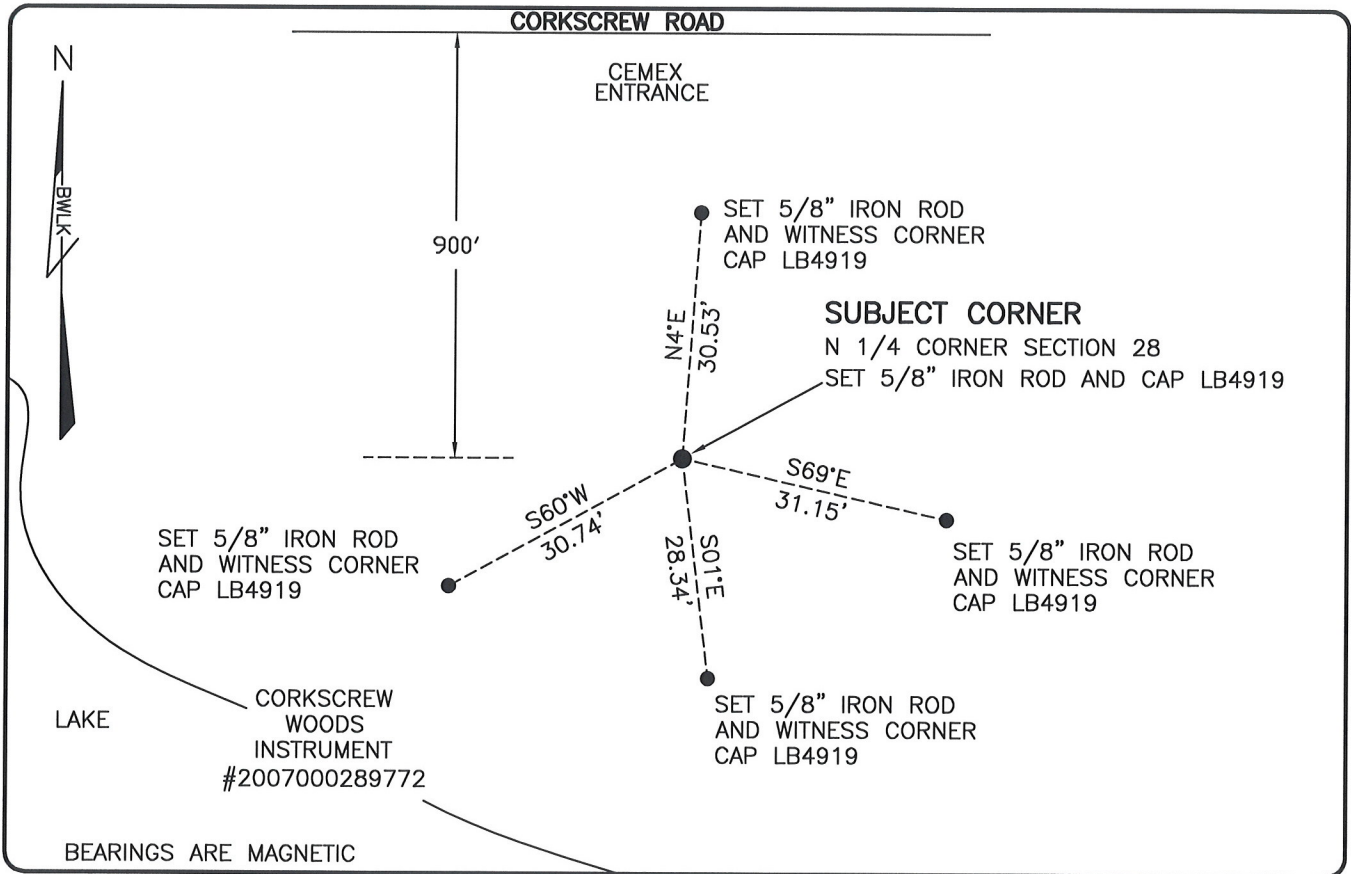 CORKSCREW ROAD
N
CEMEX
ENTRANCE
BWLK
900'
SET 5/8" IRON ROD
AND WITNESS CORNER
CAP LB4919
N4°E
30.53'
SUBJECT CORNER
N 1/4 CORNER SECTION 28
SET 5/8" IRON ROD AND CAP LB4919
S69°E
31.15'
S60°W
30.74'
S01°E
28.34'
SET 5/8" IRON ROD
AND WITNESS CORNER
CAP LB4919
SET 5/8" IRON ROD
AND WITNESS CORNER
CAP LB4919
SET 5/8" IRON ROD
AND WITNESS CORNER
CAP LB4919
LAKE
CORKSCREW
WOODS
INSTRUMENT
#2007000289772
BEARINGS ARE MAGNETIC